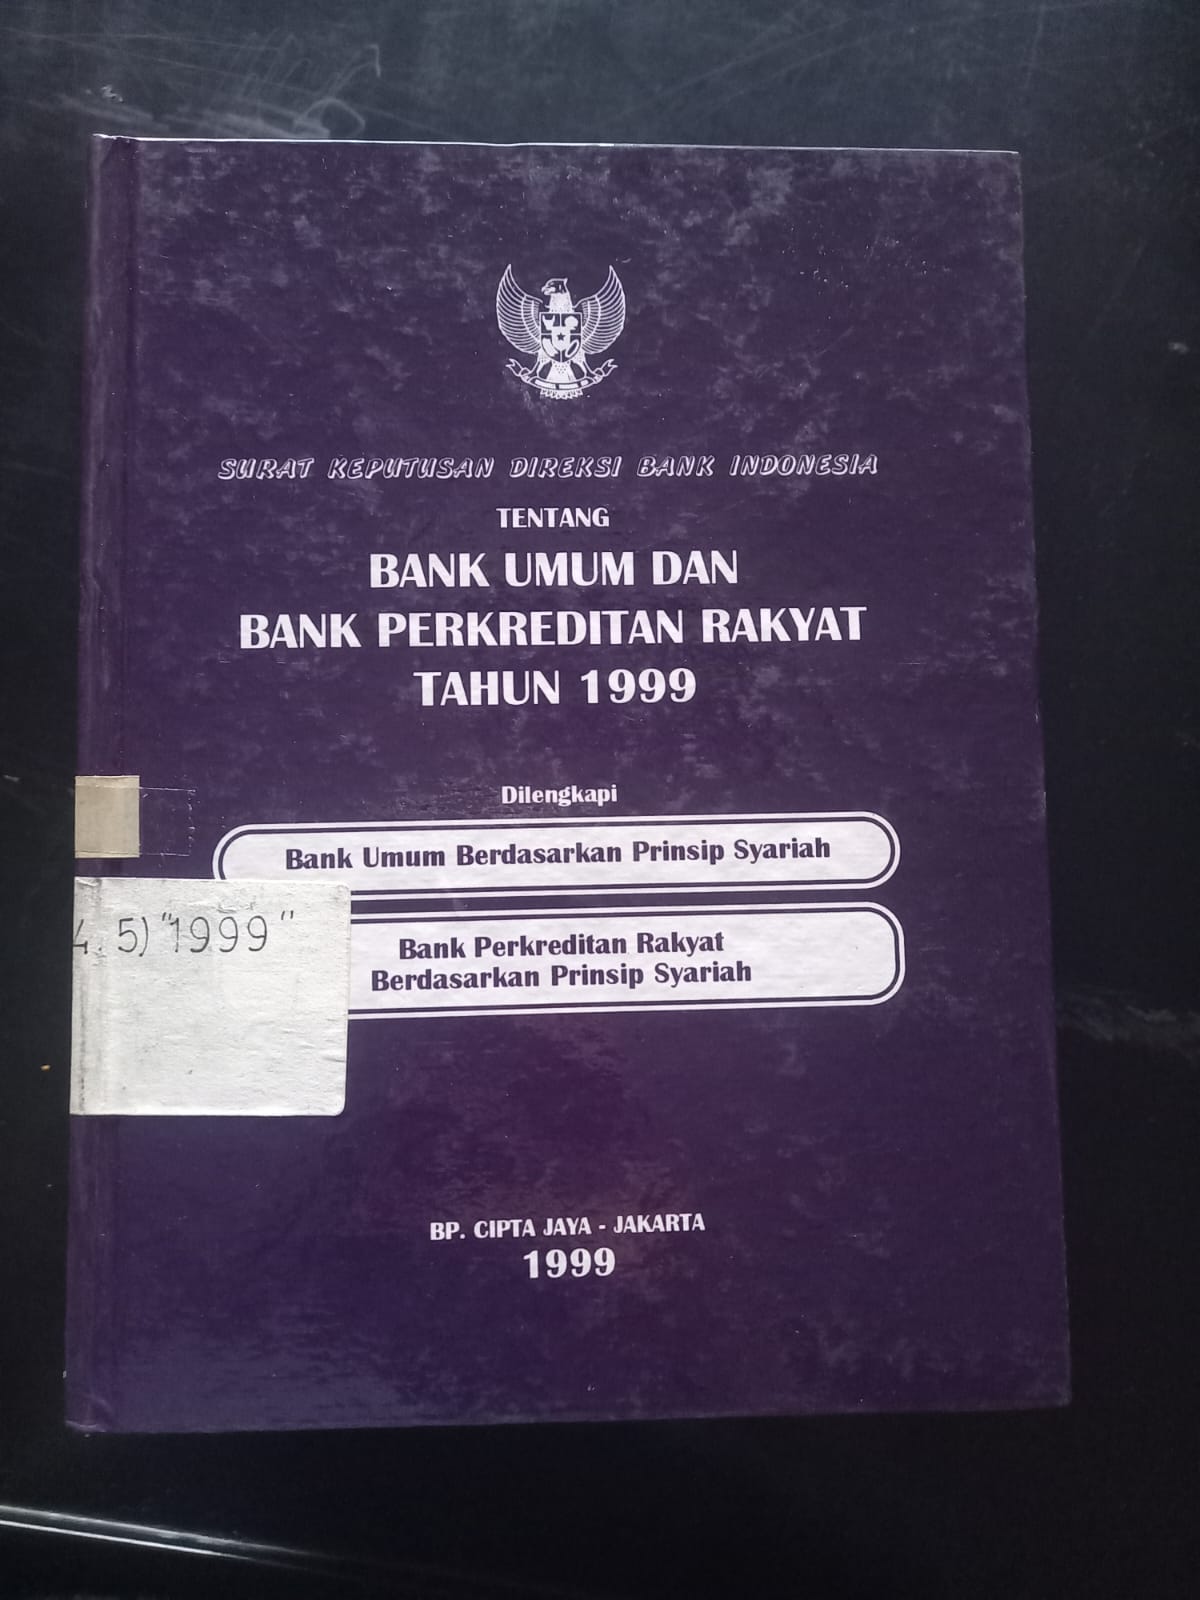 SURAT KEPUTUSAN DIREKSI BANK INDONESIA
TENTANG
BANK UMUM DAN
BANK PERKREDITAN RAKYAT
TAHUN 1999
Dilengkapi
Bank Umum Berdasarkan Prinsip Syariah
4. 5) "1999"
Bank Perkreditan Rakyat
Berdasarkan Prinsip Syariah
BP. CIPTA JAYA - JAKARTA
1999